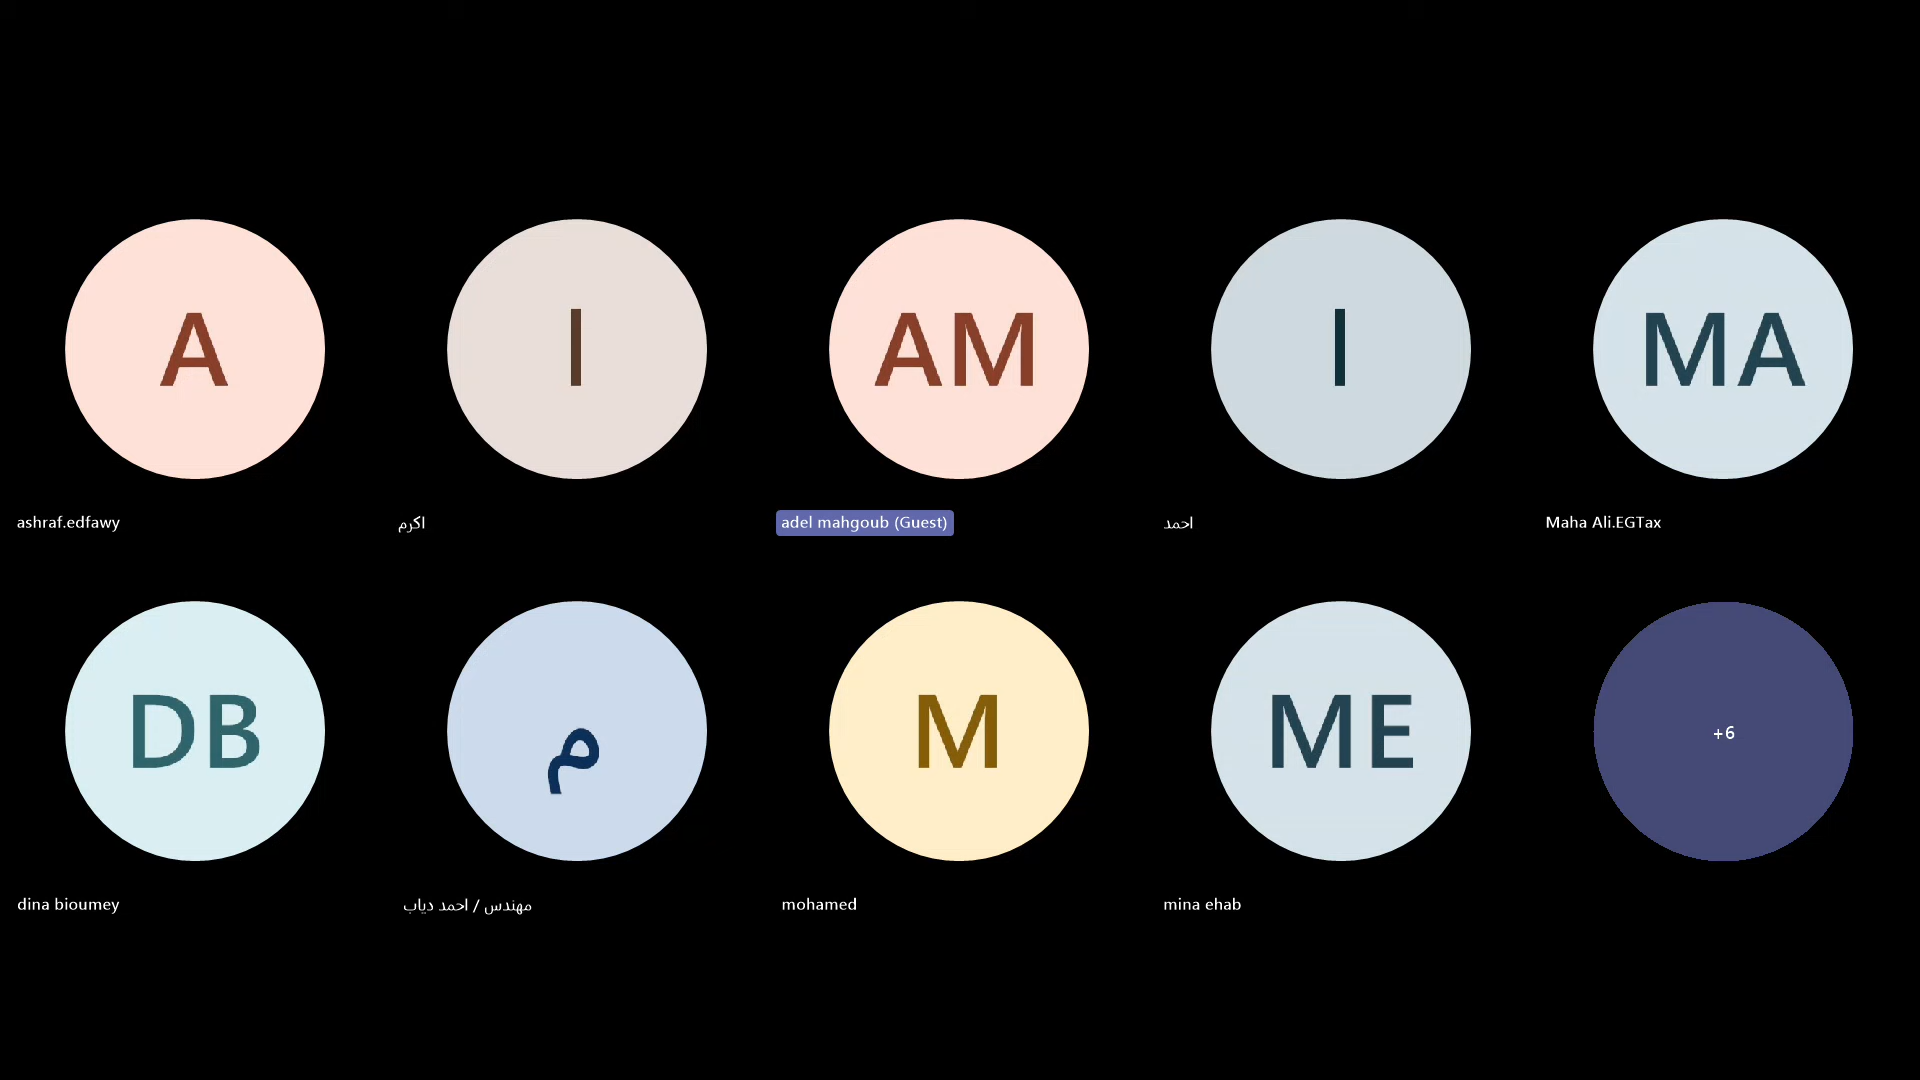 A
ا
AM
ا
MA
ashraf.edfawy
اكرم
adel mahgoub (Guest)
احمد
Maha Ali.EGTax
DB
م
M
ME
+6
dina bioumey
مهندس / احمد دياب
mohamed
mina ehab